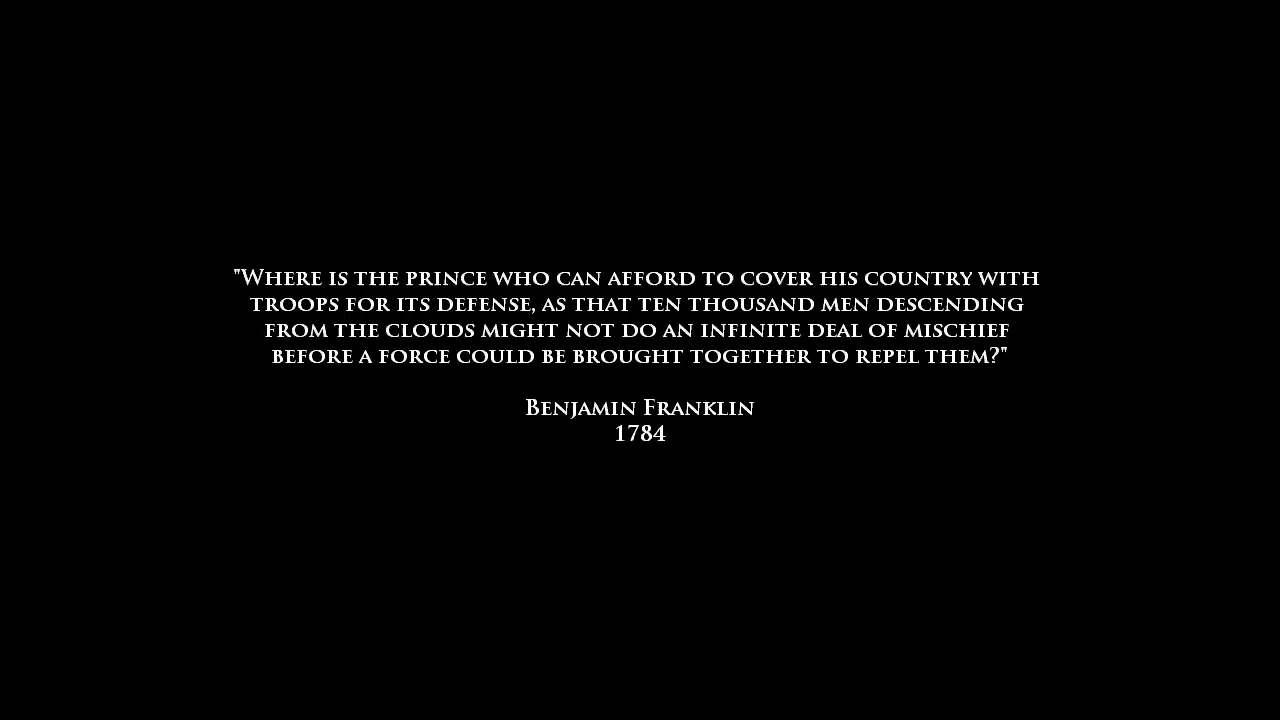 "Where is the prince who can afford to cover his country with
troops for its defense, as that ten thousand men descending
from the clouds might not do an infinite deal of mischief
before a force could be brought together to repel them?"
Benjamin Franklin
1784